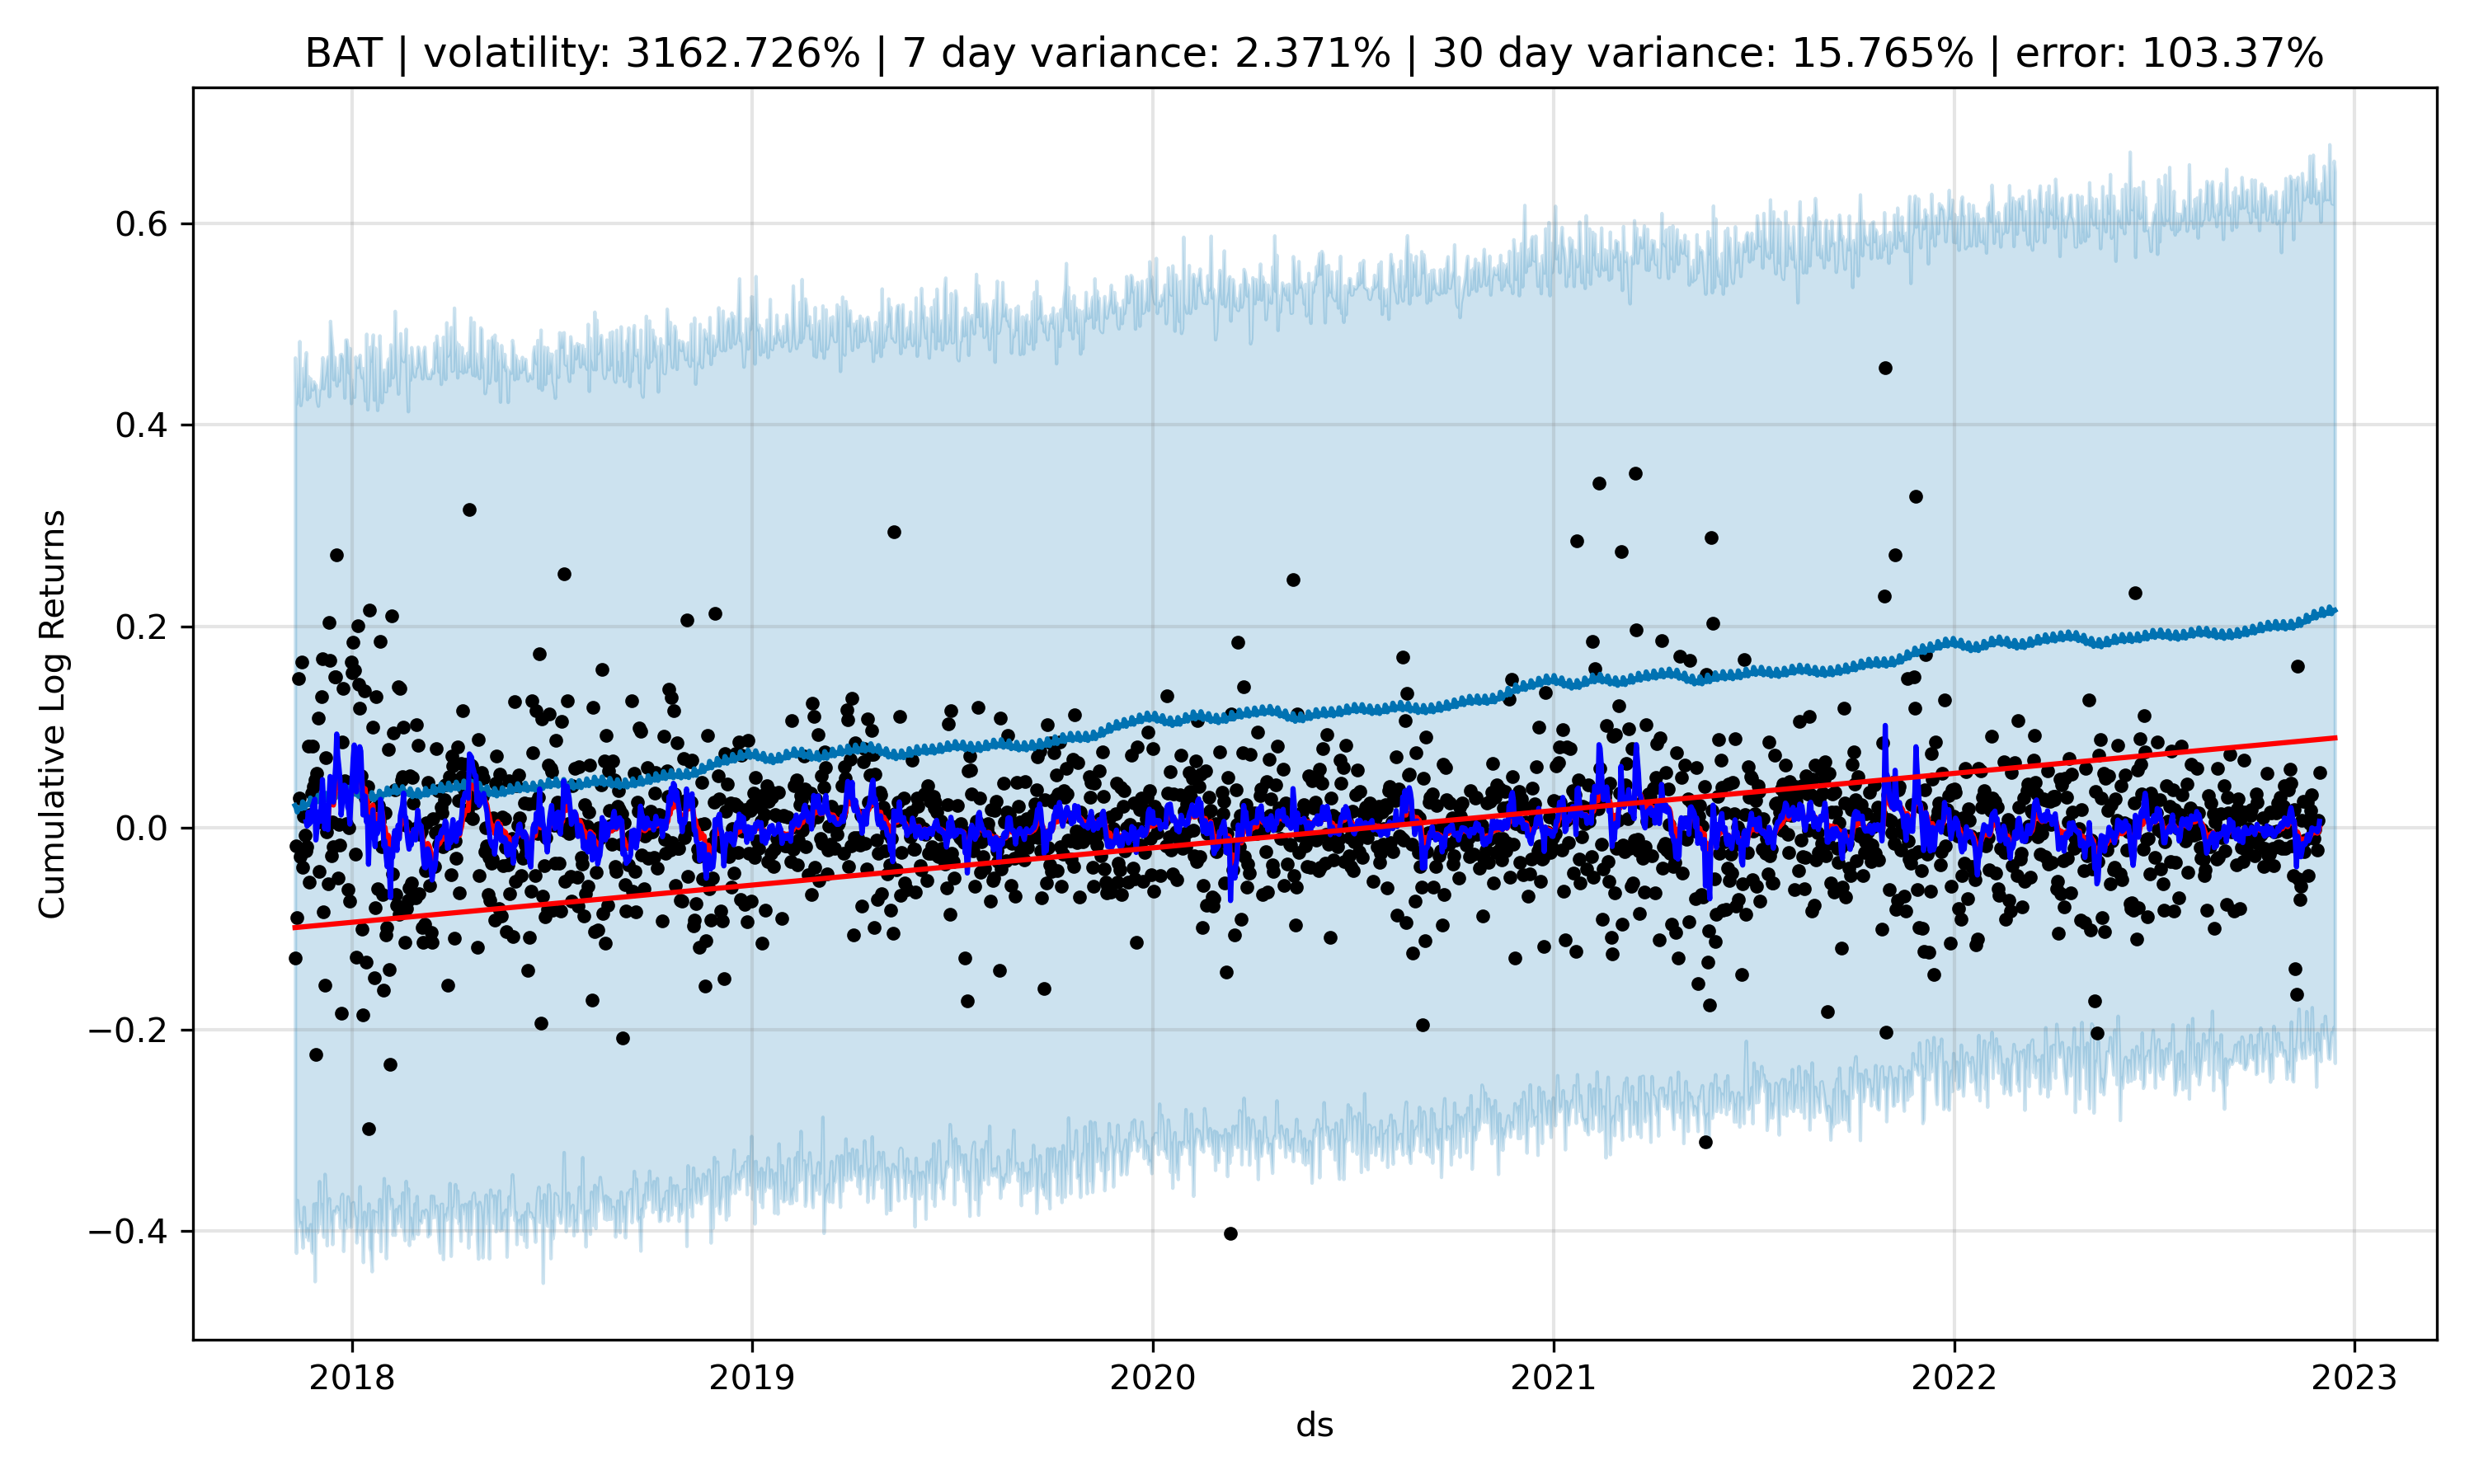 BAT | volatility: 3162.726% | 7 day variance: 2.371% | 30 day variance: 15.765% | error: 103.37%
Cumulative Log Returns
0.6
0.4
0.2
0.0
−0.2
−0.4
2018 2019 2020 2021 2022 2023
ds